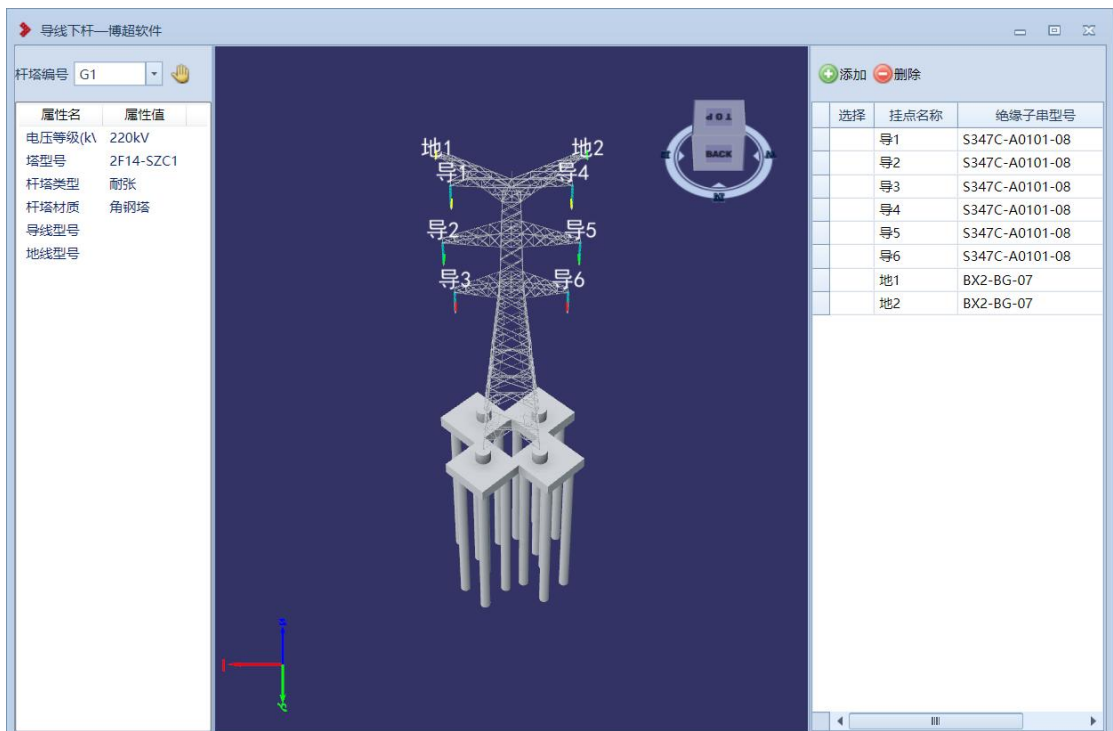 导线下杆—博超软件
杆塔编号 G1
添加 删除
属性名 属性值
电压等级(k\ 220kV
塔型号 2F14-SZC1
杆塔类型 耐张
杆塔材质 角钢塔
导线型号
地线型号
地1 地2
导1 导4
导2 导5
导3 导6
TOP
BACK
选择 挂点名称 绝缘子串型号
导1 S347C-A0101-08
导2 S347C-A0101-08
导3 S347C-A0101-08
导4 S347C-A0101-08
导5 S347C-A0101-08
导6 S347C-A0101-08
地1 BX2-BG-07
地2 BX2-BG-07